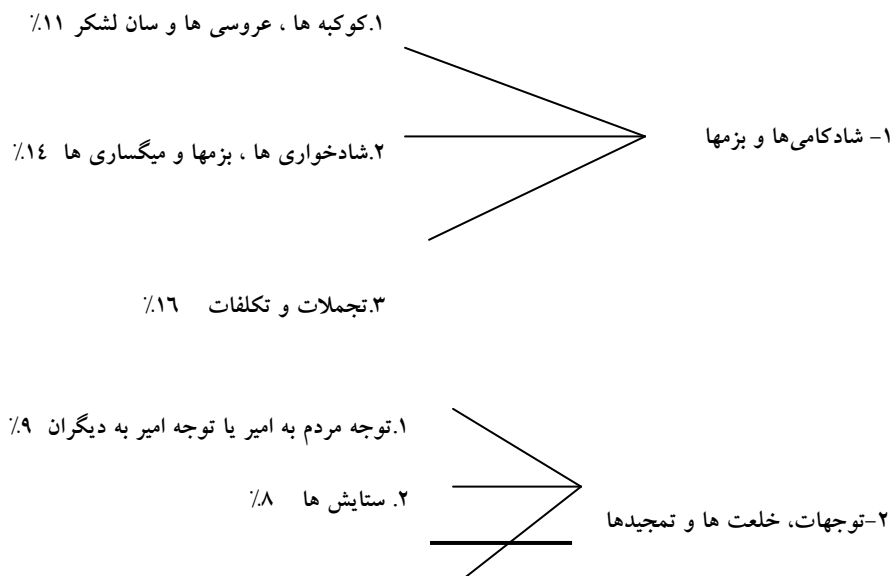 ۱.کوکبه ها ، عروسی ها و سان لشکر ۱۱٪
۱- شادکامی‌ها و بزمها
۲.شادخواری ها ، بزمها و میگساری ها ۱٤٪
۳.تجملات و تکلفات ۱٦٪
۱.توجه مردم به امیر یا توجه امیر به دیگران ۹٪
۲. ستایش ها ۸٪
۲-توجهات، خلعت ها و تمجیدها